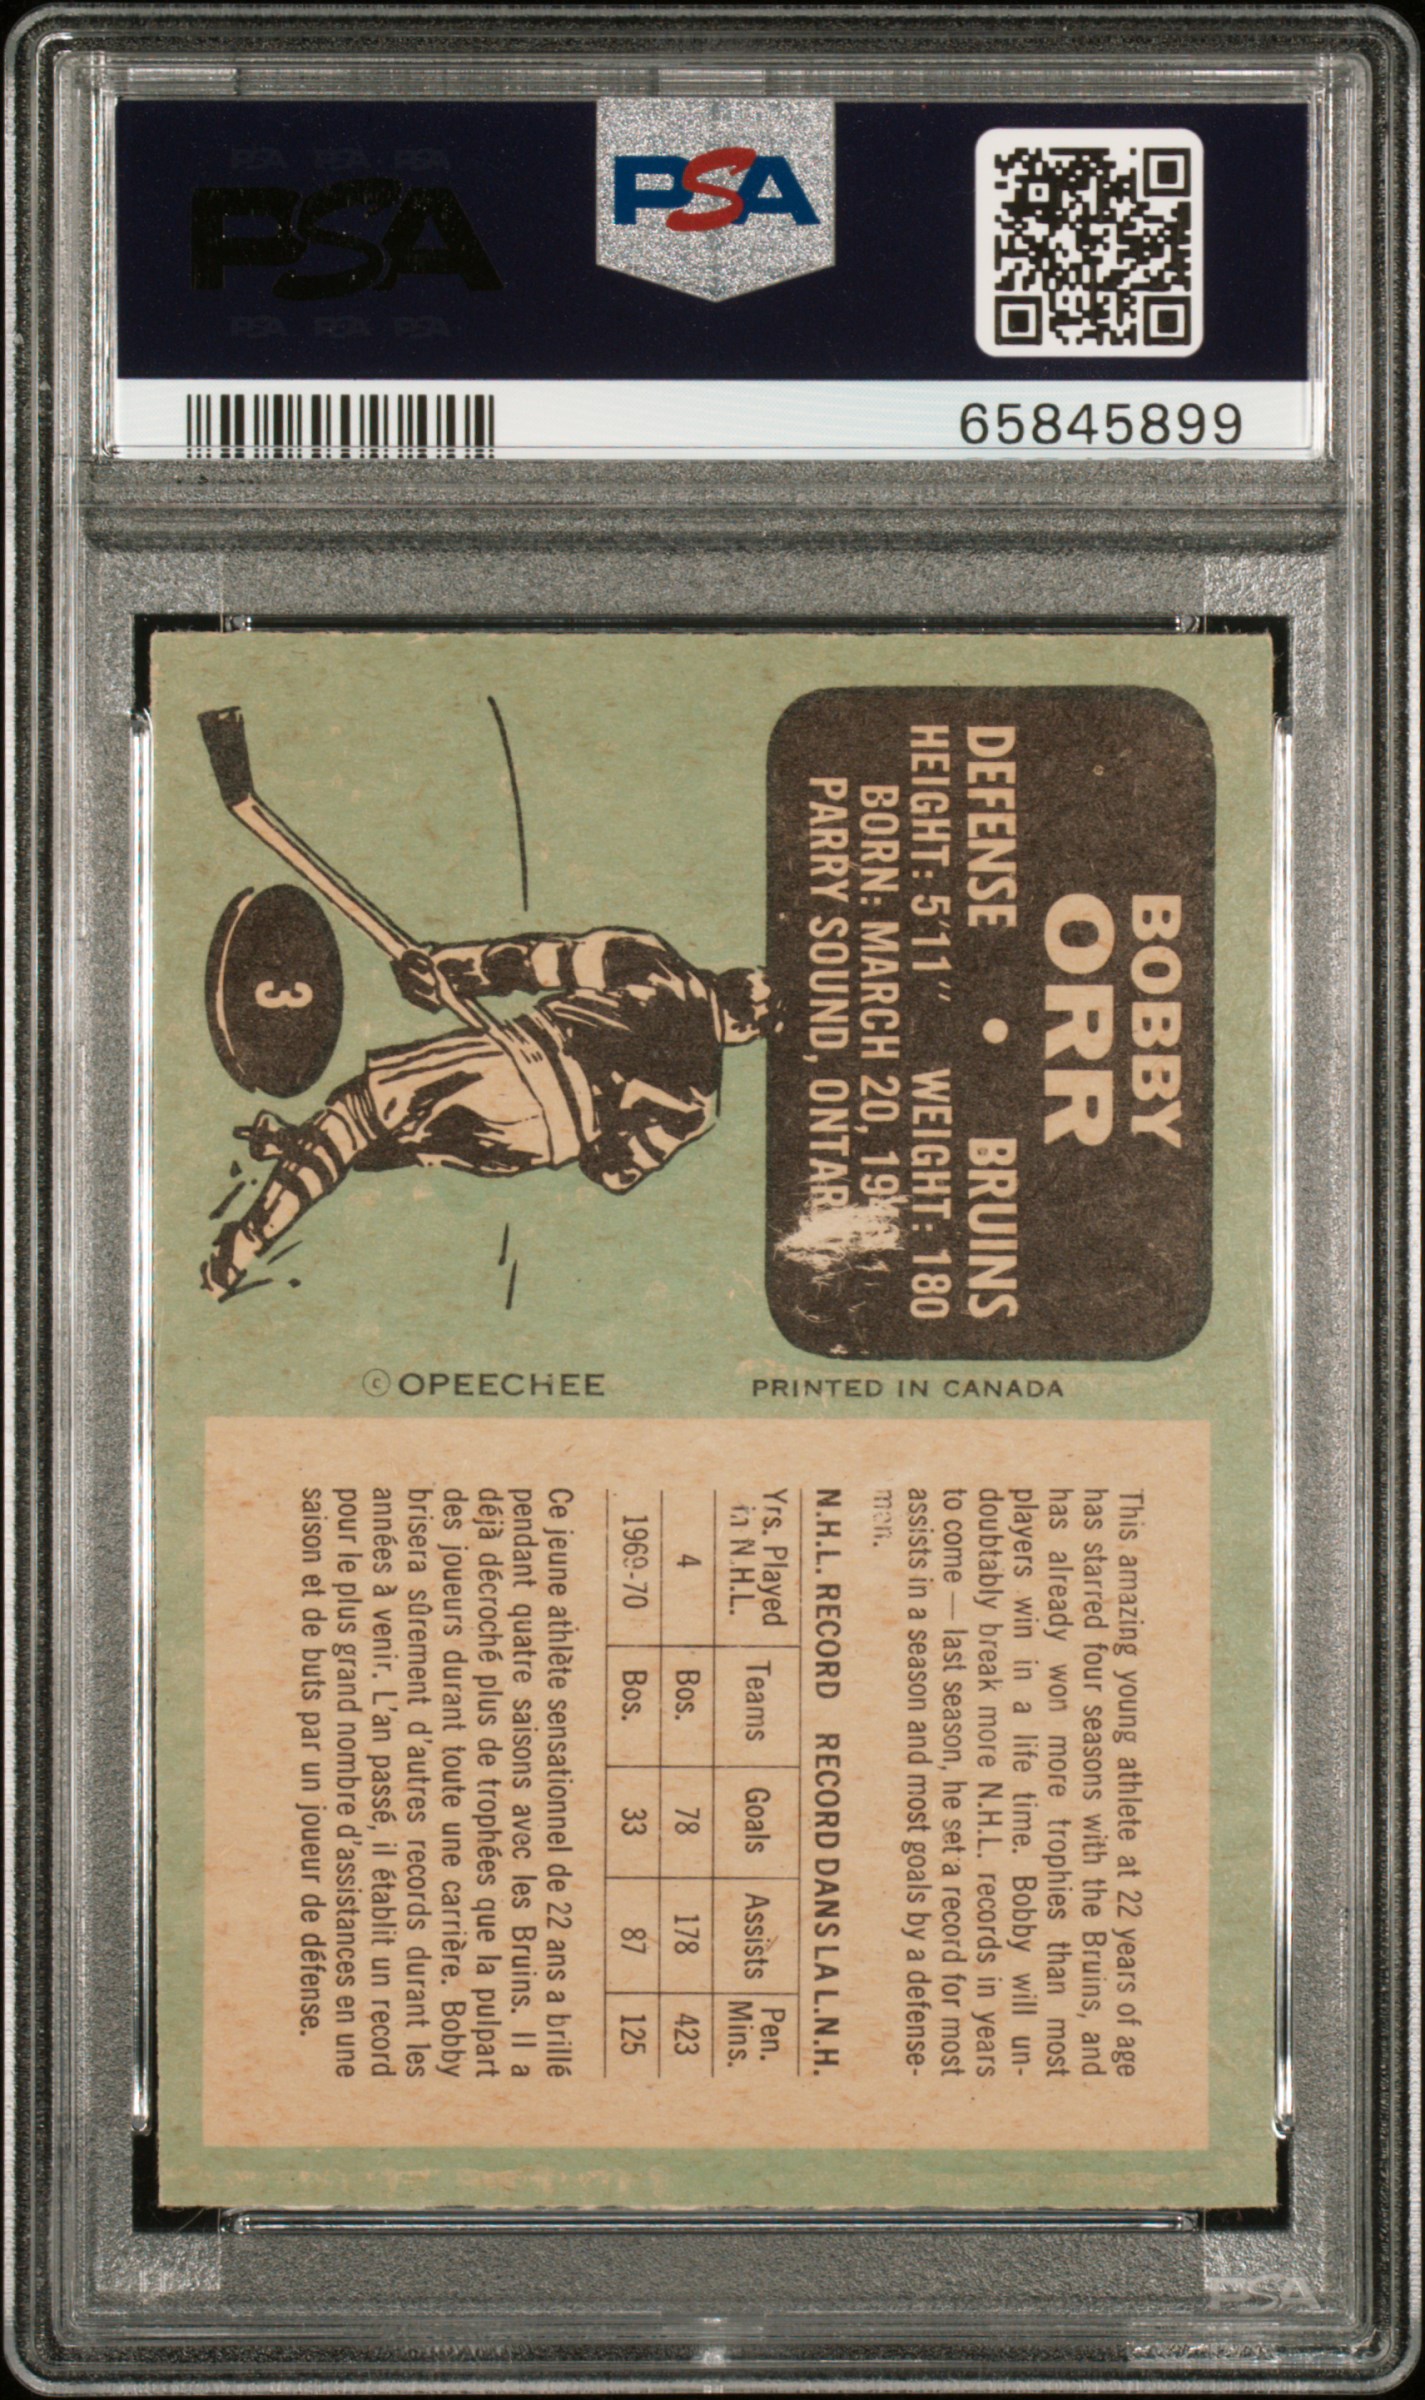 PSA PSA PSA
PSA
PSA PSA PSA
PSA
65845899
BOBBY
ORR
DEFENSE • BRUINS
HEIGHT: 5'11" WEIGHT: 180
BORN: MARCH 20, 19
PARRY SOUND, ONTAR
3
PRINTED IN CANADA
© OPEECHEE
This amazing young athlete at 22 years of age
has starred four seasons with the Bruins, and
has already won more trophies than most
players win in a life time. Bobby will un-
doubtably break more N.H.L. records in years
to come — last season, he set a record for most
assists in a season and most goals by a defense-
men.
N.H.L. RECORD RECORD DANS LA L.N.H.
Yrs. Played in N.H.L. Teams Goals Assists Pen. Mins.
4 Bos. 78 178 423
1969-70 Bos. 33 87 125
Ce jeune athlète sensationnel de 22 ans a brillé
pendant quatre saisons avec les Bruins. Il a
déjà décroché plus de trophées que la pulpart
des joueurs durant toute une carrière. Bobby
brisera sûrement d'autres records durant les
années à venir. L'an passé, il établit un record
pour le plus grand nombre d'assistances en une
saison et de buts par un joueur de défense.
PSA